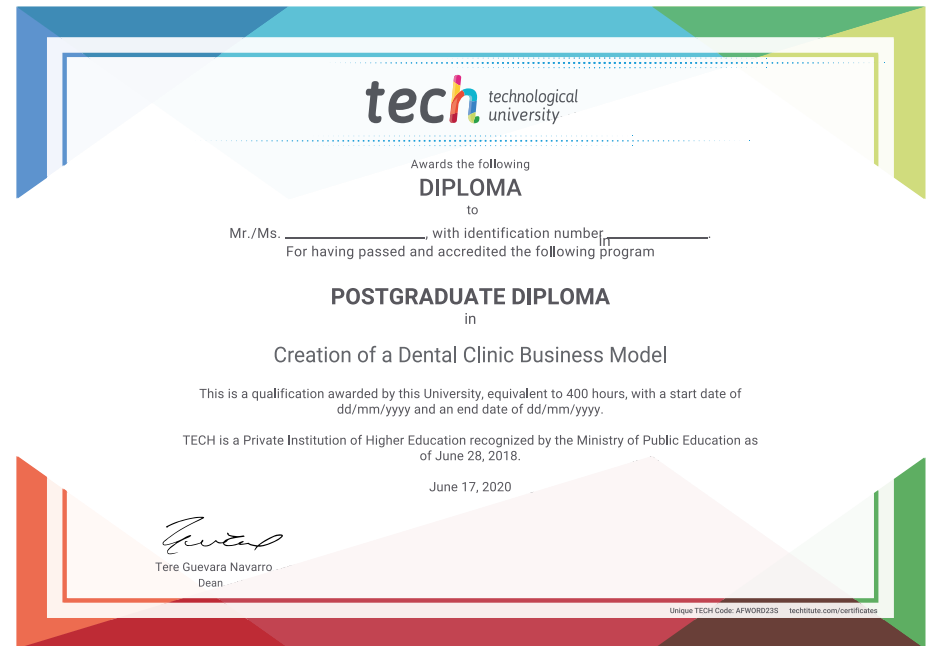 tech technological
university
Awards the following
DIPLOMA
to
Mr./Ms. ____________, with identification number ____________.
In
For having passed and accredited the following program
POSTGRADUATE DIPLOMA
in
Creation of a Dental Clinic Business Model
This is a qualification awarded by this University, equivalent to 400 hours, with a start date of
dd/mm/yyyy and an end date of dd/mm/yyyy.
TECH is a Private Institution of Higher Education recognized by the Ministry of Public Education as
of June 28, 2018.
June 17, 2020
Tere Guevara Navarro
Dean
Unique TECH Code: AFWORD23S techtitute.com/certificates